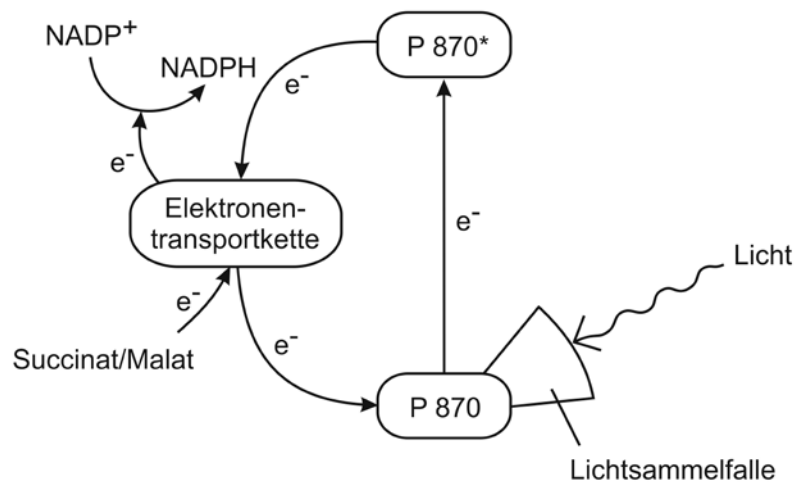 NADP⁺
NADPH
P 870*
e⁻
e⁻
Elektronen-
transportkette
e⁻
e⁻
Succinat/Malat
e⁻
P 870
Licht
Lichtsammelfalle